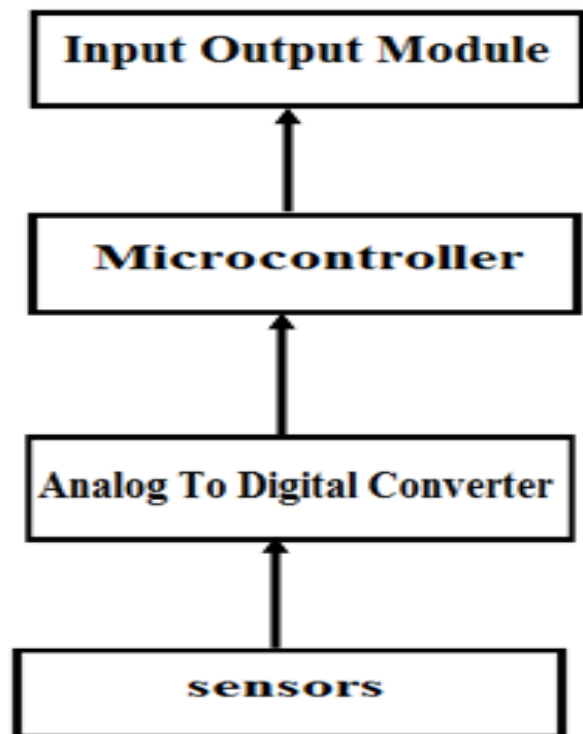 Input Output Module
Microcontroller
Analog To Digital Converter
sensors